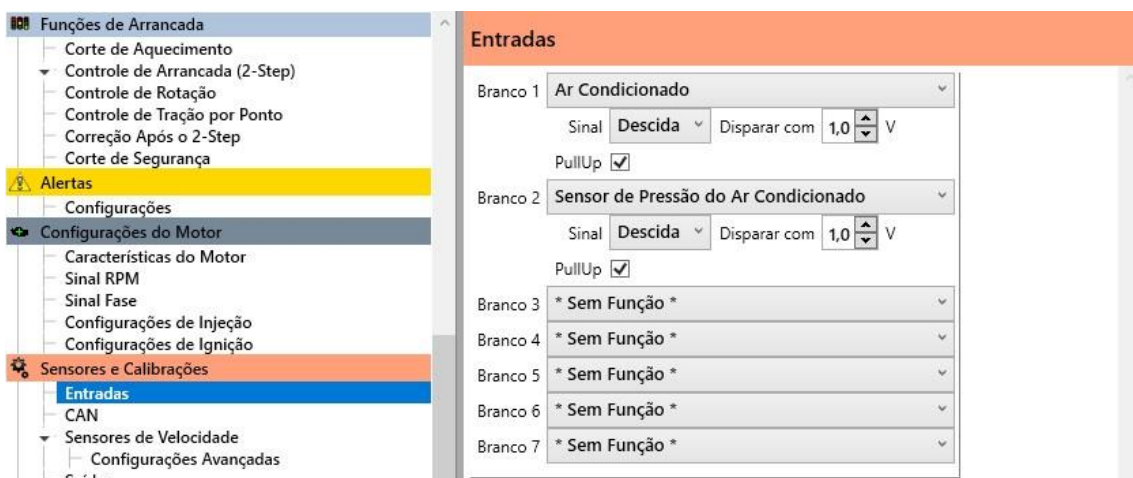 Funções de Arrancada
Corte de Aquecimento
Controle de Arrancada (2-Step)
Controle de Rotação
Controle de Tração por Ponto
Correção Após o 2-Step
Corte de Segurança
Alertas
Configurações
Configurações do Motor
Características do Motor
Sinal RPM
Sinal Fase
Configurações de Injeção
Configurações de Ignição
Sensores e Calibrações
Entradas
CAN
Sensores de Velocidade
Configurações Avançadas
Entradas
Branco 1 Ar Condicionado
Sinal Descida Disparar com 1,0 V
PullUp
Branco 2 Sensor de Pressão do Ar Condicionado
Sinal Descida Disparar com 1,0 V
PullUp
Branco 3 * Sem Função *
Branco 4 * Sem Função *
Branco 5 * Sem Função *
Branco 6 * Sem Função *
Branco 7 * Sem Função *